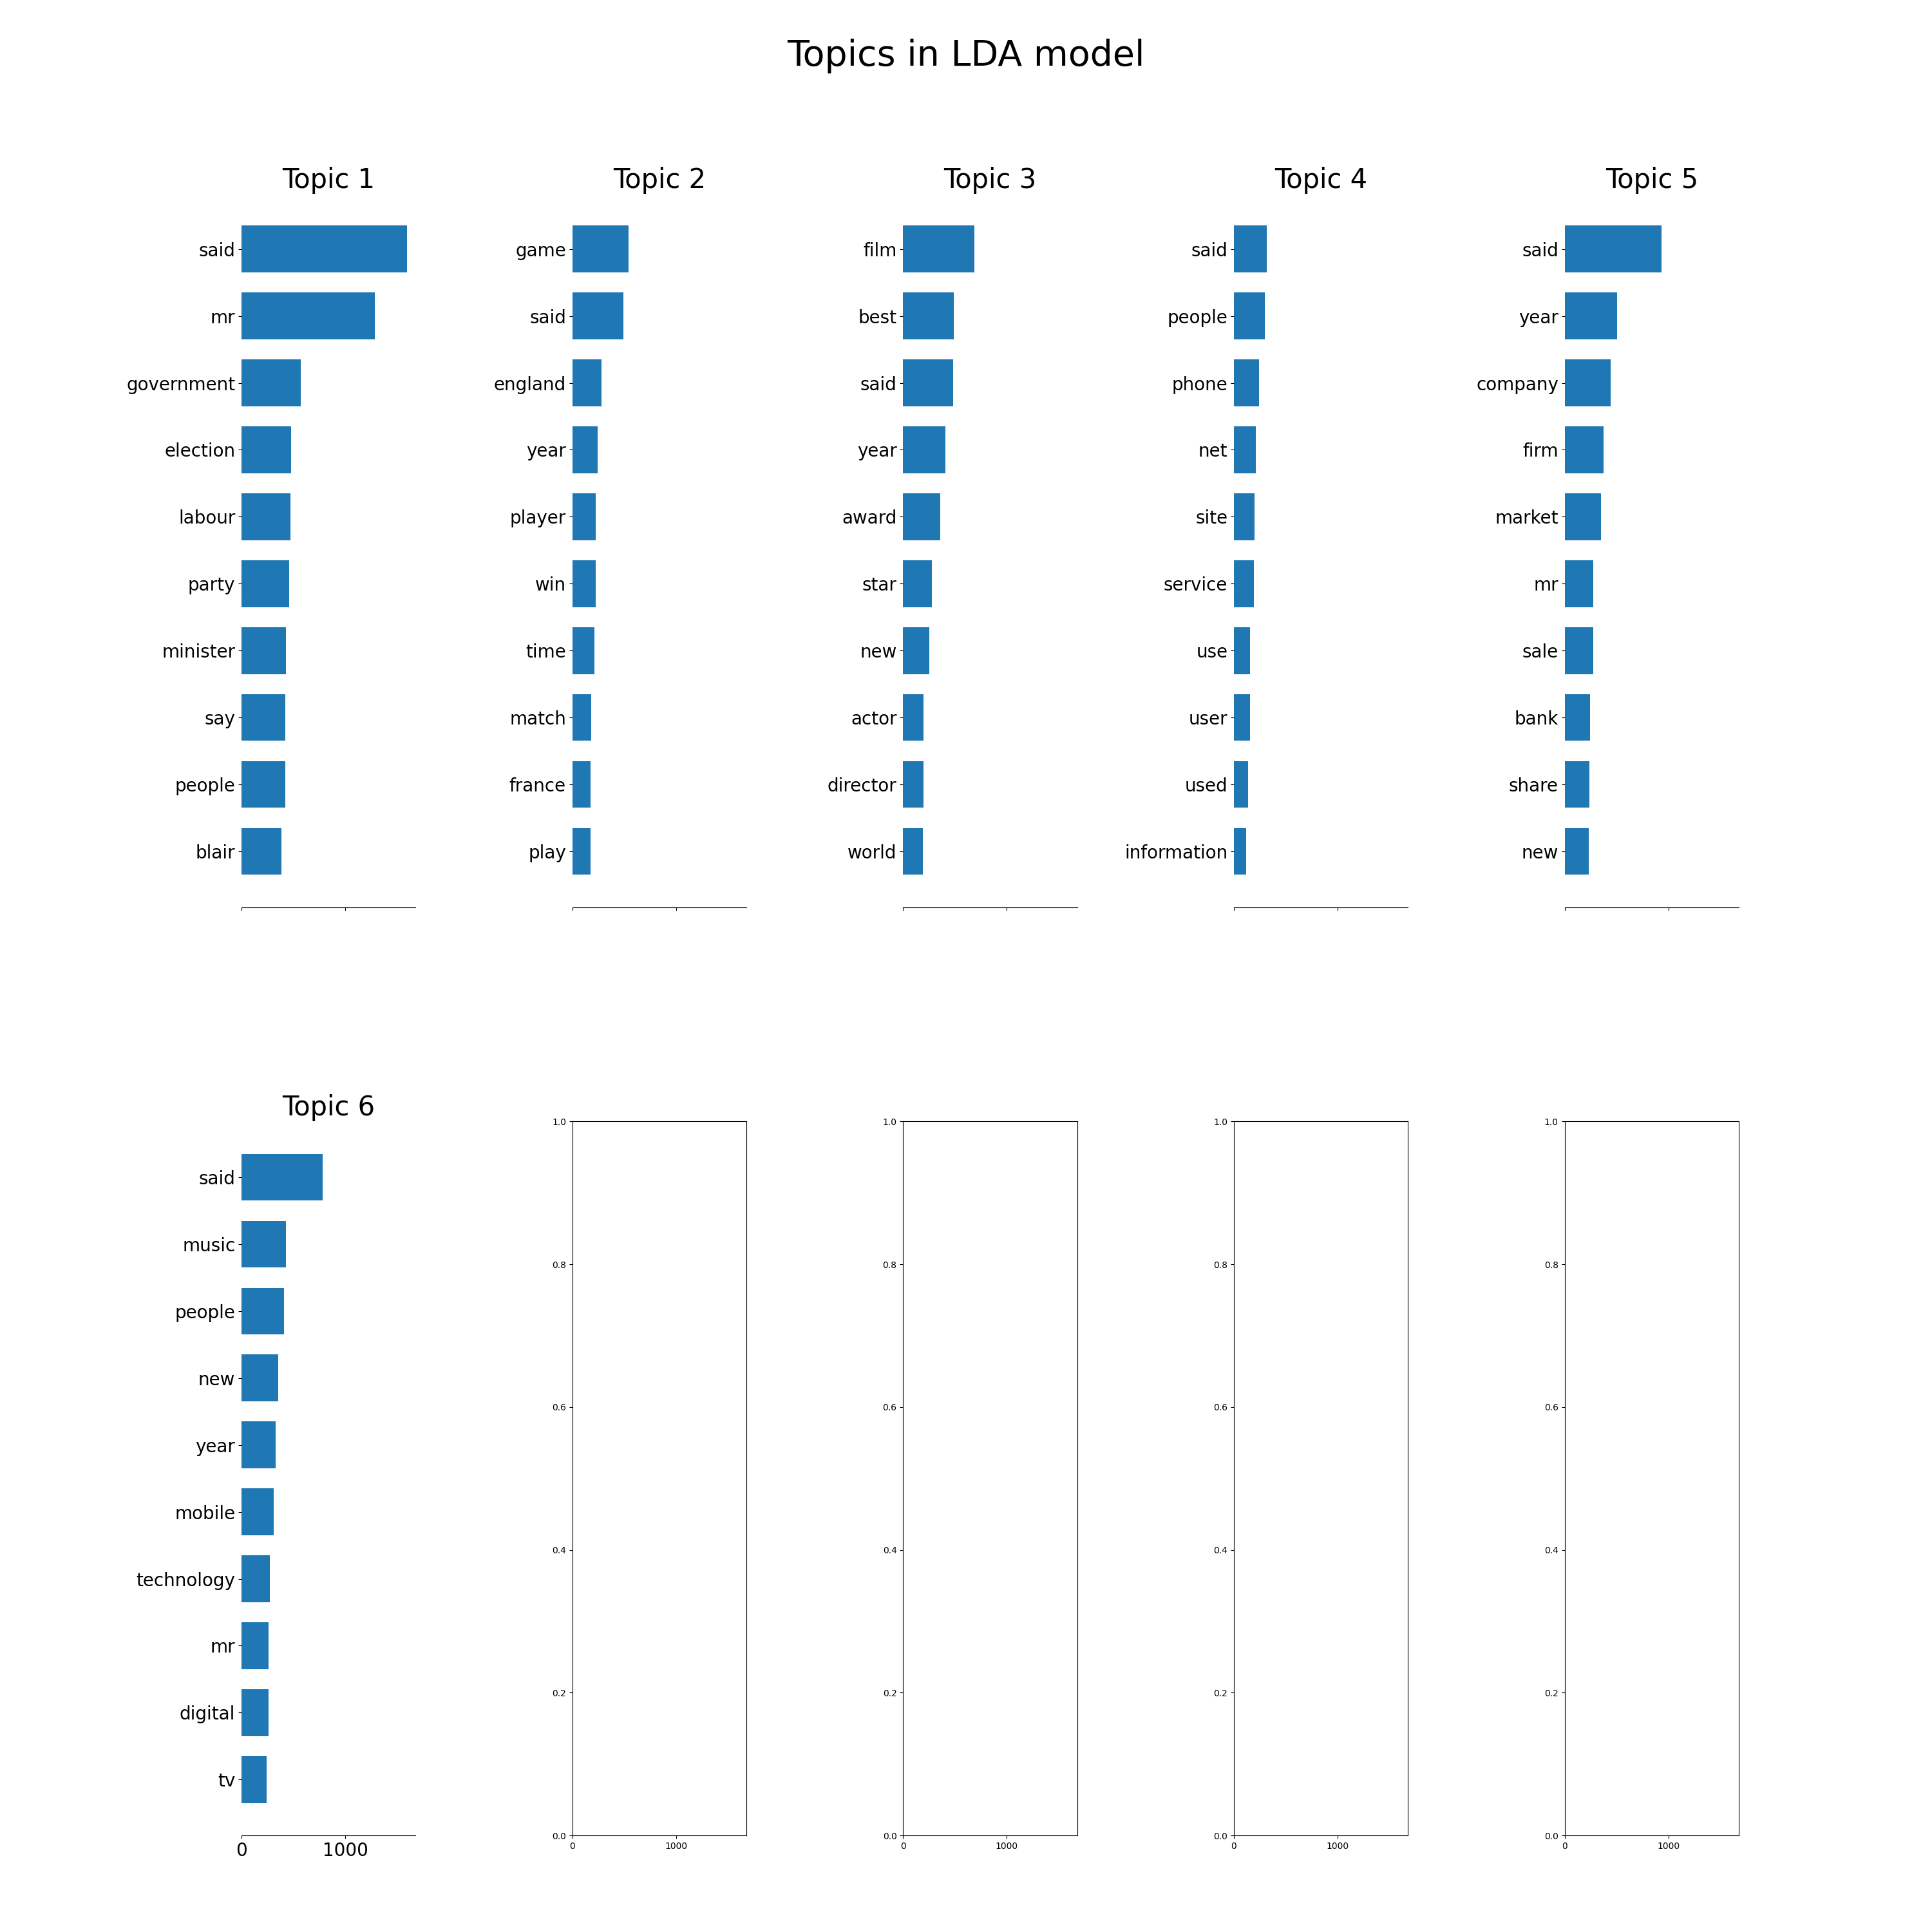 Topics in LDA model
Topic 1
said
mr
government
election
labour
party
minister
say
people
blair
Topic 2
game
said
england
year
player
win
time
match
france
play
Topic 3
film
best
said
year
award
star
new
actor
director
world
Topic 4
said
people
phone
net
site
service
use
user
used
information
Topic 5
said
year
company
firm
market
mr
sale
bank
share
new
Topic 6
said
music
people
new
year
mobile
technology
mr
digital
tv
0 1000
1.0
0.8
0.6
0.4
0.2
0.0
0 1000
1.0
0.8
0.6
0.4
0.2
0.0
0 1000
1.0
0.8
0.6
0.4
0.2
0.0
0 1000
1.0
0.8
0.6
0.4
0.2
0.0
0 1000